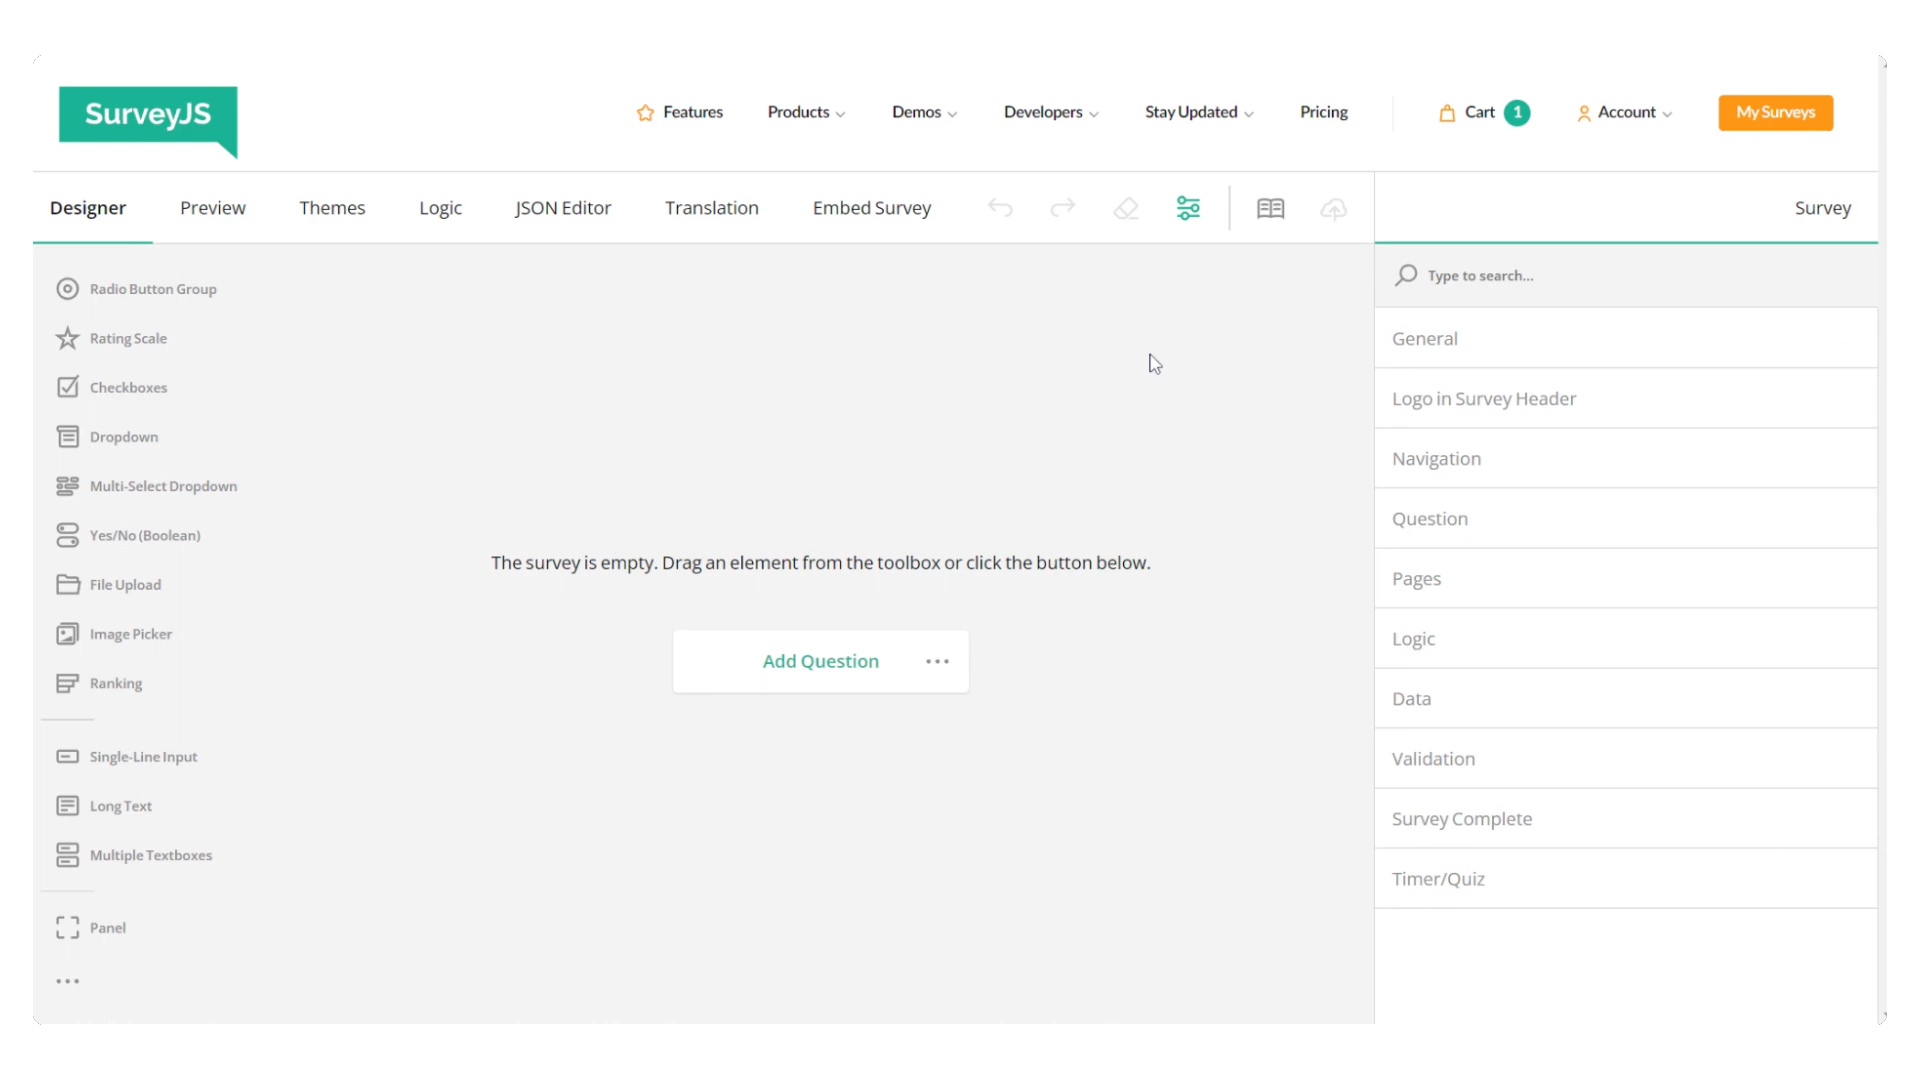 SurveyJS
Features
Products
Demos
Developers
Stay Updated
Pricing
Cart 1
Account
My Surveys
Designer
Preview
Themes
Logic
JSON Editor
Translation
Embed Survey
Survey
Radio Button Group
Rating Scale
Checkboxes
Dropdown
Multi-Select Dropdown
Yes/No (Boolean)
File Upload
Image Picker
Ranking
Single-Line Input
Long Text
Multiple Textboxes
Panel
The survey is empty. Drag an element from the toolbox or click the button below.
Add Question
Type to search...
General
Logo in Survey Header
Navigation
Question
Pages
Logic
Data
Validation
Survey Complete
Timer/Quiz